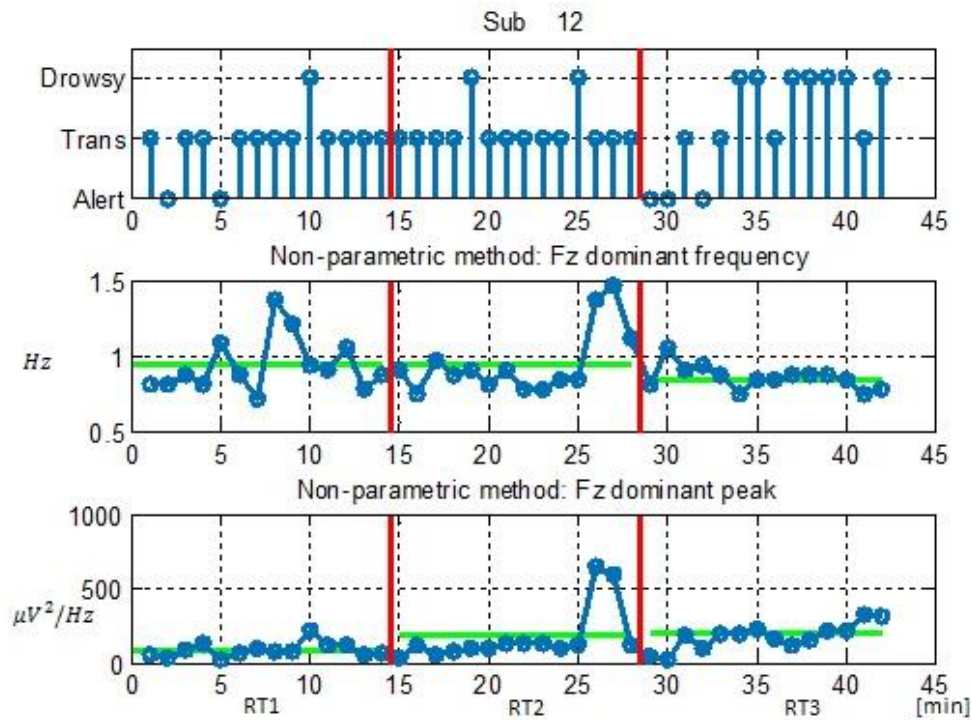 Sub 12
Drowsy
Trans
Alert
0 5 10 15 20 25 30 35 40 45
Non-parametric method: Fz dominant frequency
1.5
1
0.5
Hz
0 5 10 15 20 25 30 35 40 45
Non-parametric method: Fz dominant peak
1000
500
0
μV²/Hz
0 5 10 15 20 25 30 35 40 45
RT1 RT2 RT3 [min]